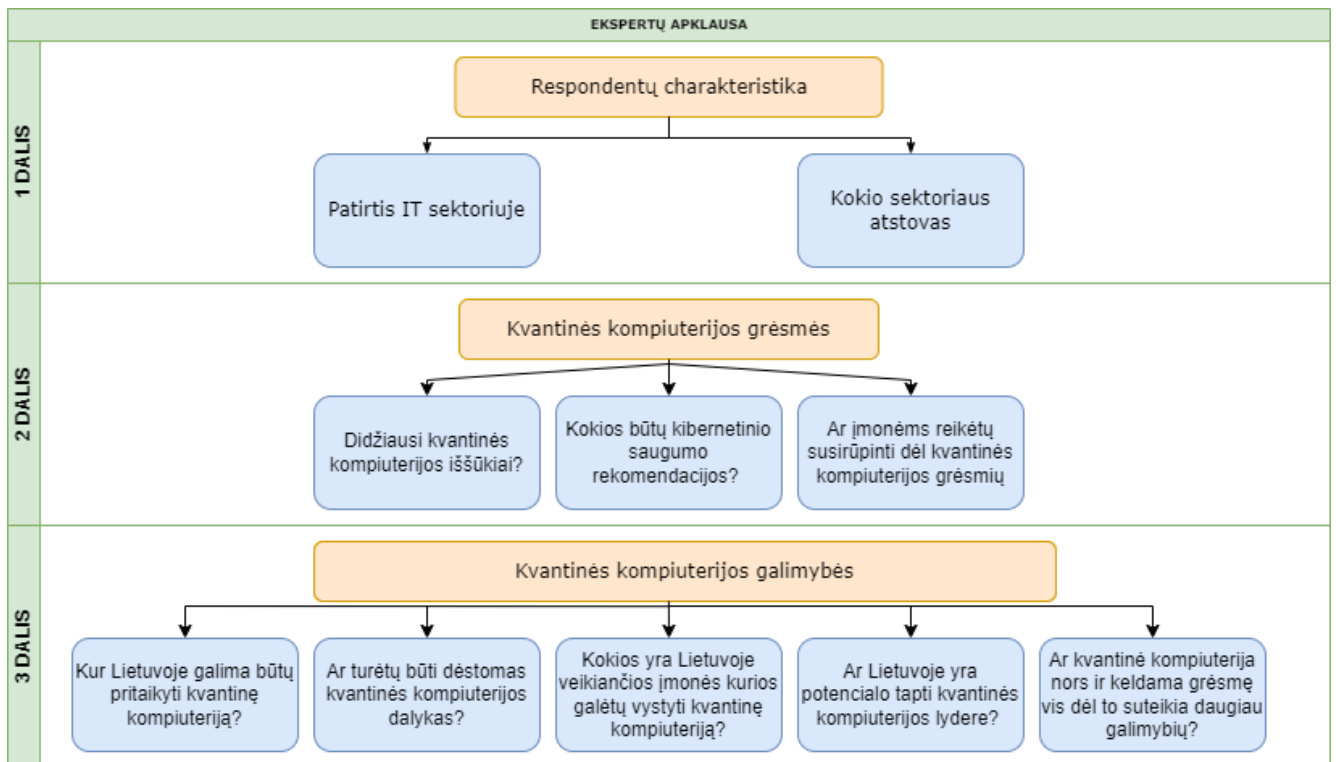 EKSPERTŲ APKLAUSA
1 DALIS
Respondentų charakteristika
Patirtis IT sektoriuje
Kokio sektoriaus
atstovas
2 DALIS
Kvantinės kompiuterijos grėsmės
Didžiausi kvantinės
kompiuterijos iššūkiai?
Kokios būtų kibernetinio
saugumo
rekomendacijos?
Ar įmonėms reikėtų
susirūpinti dėl kvantinės
kompiuterijos grėsmių
3 DALIS
Kvantinės kompiuterijos galimybės
Kur Lietuvoje galima būtų
pritaikyti kvantinę
kompiuteriją?
Ar turėtų būti dėstomas
kvantinės kompiuterijos
dalykas?
Kokios yra Lietuvoje
veikiančios įmonės kurios
galėtų vystyti kvantinę
kompiuteriją?
Ar Lietuvoje yra
potencialo tapti kvantinės
kompiuterijos lydere?
Ar kvantinė kompiuterija
nors ir keldama grėsmę
vis dėl to suteikia daugiau
galimybių?